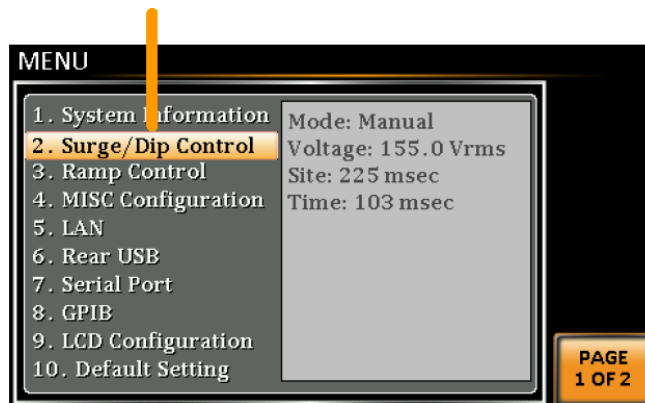 MENU
1. System Information
2. Surge/Dip Control
3. Ramp Control
4. MISC Configuration
5. LAN
6. Rear USB
7. Serial Port
8. GPIB
9. LCD Configuration
10. Default Setting
Mode: Manual
Voltage: 155.0 Vrms
Site: 225 msec
Time: 103 msec
PAGE
1 OF 2